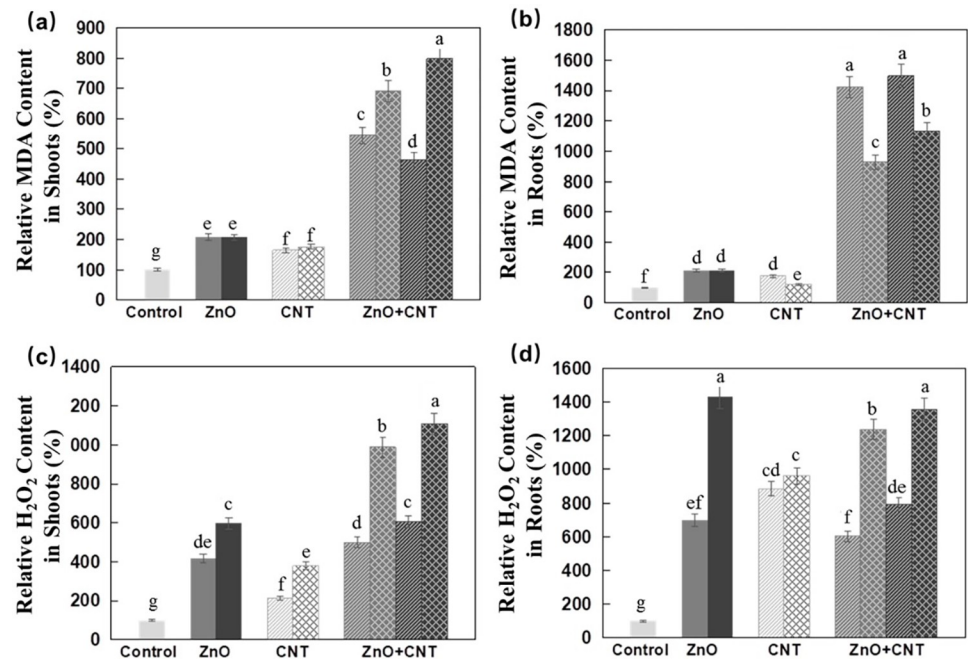 (a)
Relative MDA Content
in Shoots (%)
900
800
700
600
500
400
300
200
100
0
g
e e
f f
c
b
d
a
Control ZnO CNT ZnO+CNT
(b)
Relative MDA Content
in Roots (%)
1800
1600
1400
1200
1000
800
600
400
200
0
f
d d
d
e
a
c
a
b
Control ZnO CNT ZnO+CNT
(c)
Relative H₂O₂ Content
in Shoots (%)
1400
000
600
400
200
0
g
de
c
f
e
d
b
c
a
Control ZnO CNT ZnO+CNT
(d)
Relative H₂O₂ Content
in Roots (%)
1600
1400
1200
1000
800
600
400
200
0
g
ef
a
cd
c
f
b
de
a
Control ZnO CNT ZnO+CNT